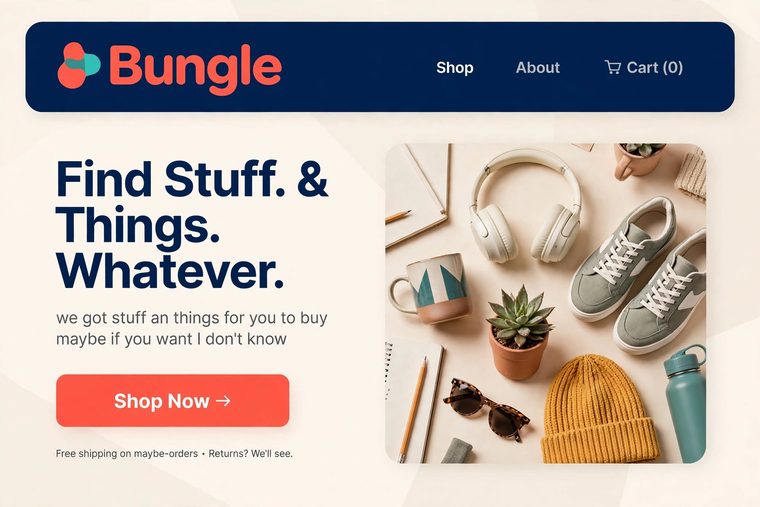 Bungle
Shop
About
Cart (0)
Find Stuff. &
Things.
Whatever.
we got stuff an things for you to buy
maybe if you want I don't know
Shop Now →
Free shipping on maybe-orders • Returns? We'll see.